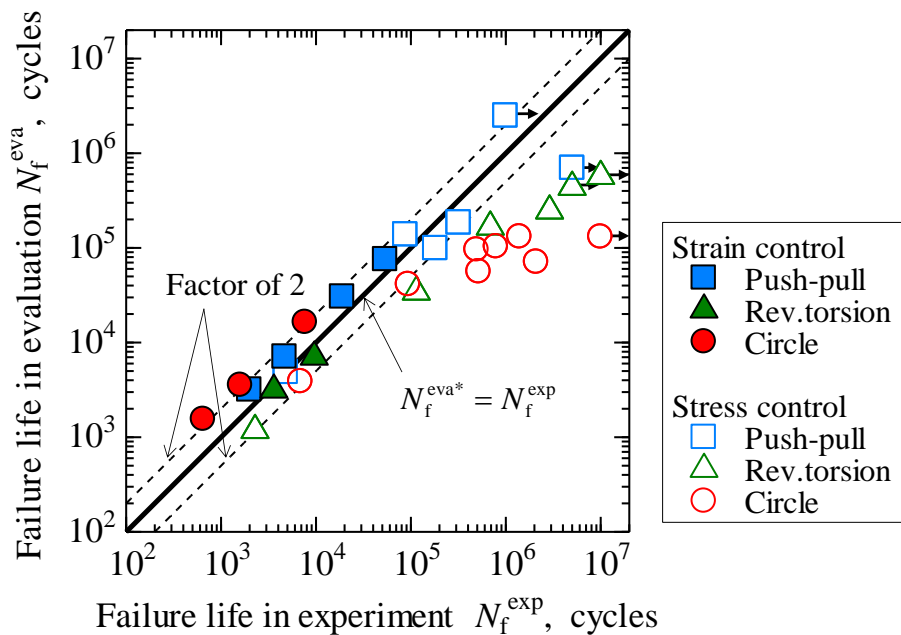 Failure life in evaluation N_f^eva, cycles
10^7
10^6
10^5
10^4
10^3
10^2
Factor of 2
N_f^eva* = N_f^exp
10^2 10^3 10^4 10^5 10^6 10^7
Failure life in experiment N_f^exp, cycles
Strain control
Push-pull
Rev.torsion
Circle
Stress control
Push-pull
Rev.torsion
Circle